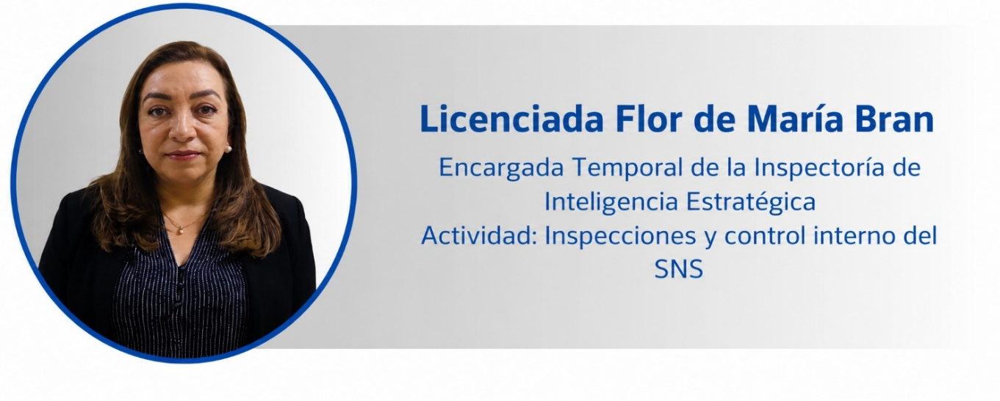 Licenciada Flor de María Bran
Encargada Temporal de la Inspectoría de
Inteligencia Estratégica
Actividad: Inspecciones y control interno del
SNS